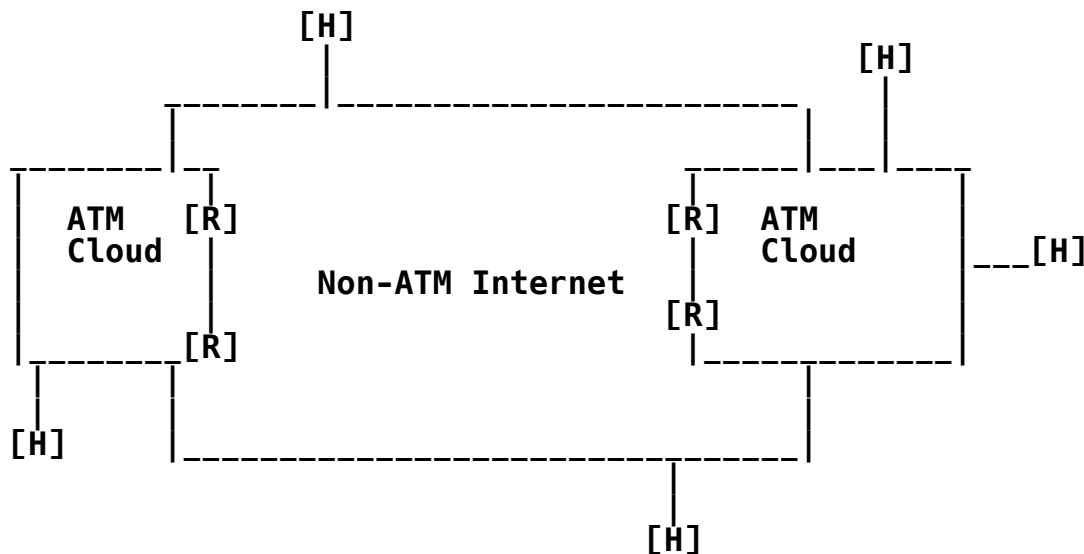 [H]
[H]
ATM [R] [R] ATM
Cloud Cloud
___[H]
Non-ATM Internet
[R]
[R]
[H]
[H]